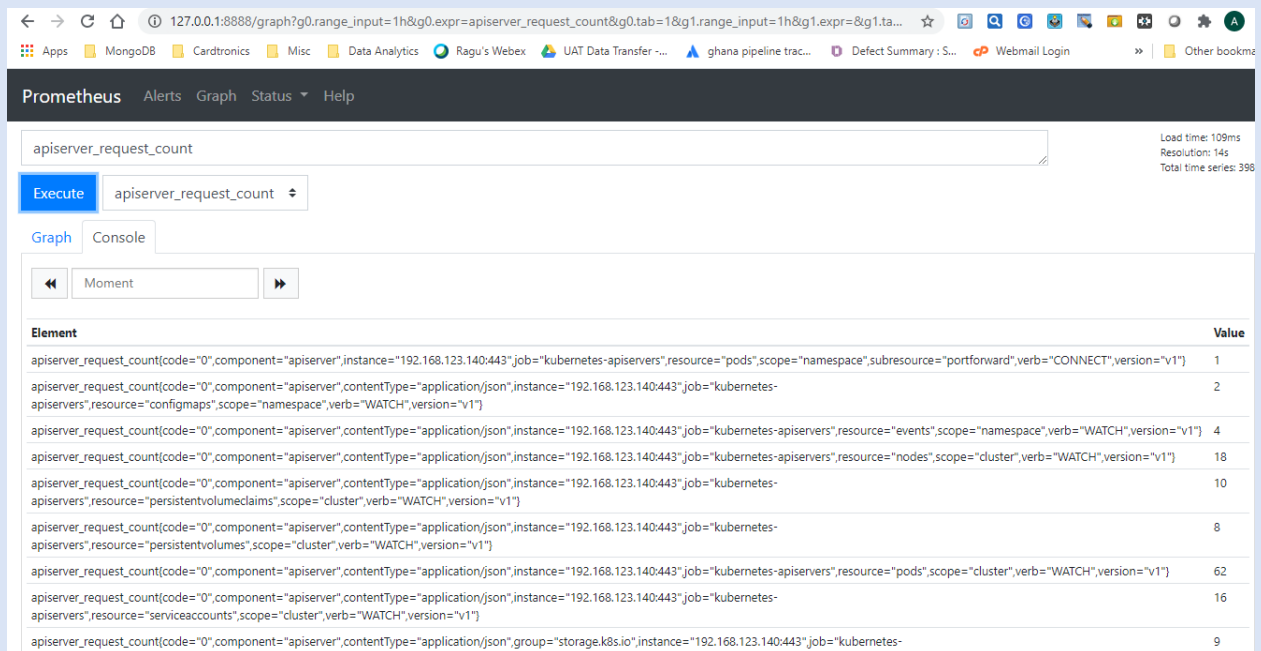 127.0.0.1:8888/graph?g0.range_input=1h&g0.expr=apiserver_request_count&g0.tab=1&g1.range_input=1h&g1.expr=&g1.ta...
A
Apps MongoDB Cardtronics Misc Data Analytics Ragu's Webex UAT Data Transfer -... ghana pipeline trac... Defect Summary : S... cP Webmail Login » Other bookma
Prometheus Alerts Graph Status Help
apiserver_request_count
Load time: 109ms
Resolution: 14s
Total time series: 398
Execute apiserver_request_count
Graph Console
Moment
Element Value
apiserver_request_count{code="0",component="apiserver",instance="192.168.123.140:443",job="kubernetes-apiservers",resource="pods",scope="namespace",subresource="portforward",verb="CONNECT",version="v1"} 1
apiserver_request_count{code="0",component="apiserver",contentType="application/json",instance="192.168.123.140:443",job="kubernetes- 2
apiservers",resource="configmaps",scope="namespace",verb="WATCH",version="v1"}
apiserver_request_count{code="0",component="apiserver",contentType="application/json",instance="192.168.123.140:443",job="kubernetes-apiservers",resource="events",scope="namespace",verb="WATCH",version="v1"} 4
apiserver_request_count{code="0",component="apiserver",contentType="application/json",instance="192.168.123.140:443",job="kubernetes-apiservers",resource="nodes",scope="cluster",verb="WATCH",version="v1"} 18
apiserver_request_count{code="0",component="apiserver",contentType="application/json",instance="192.168.123.140:443",job="kubernetes- 10
apiservers",resource="persistentvolumeclaims",scope="cluster",verb="WATCH",version="v1"}
apiserver_request_count{code="0",component="apiserver",contentType="application/json",instance="192.168.123.140:443",job="kubernetes- 8
apiservers",resource="persistentvolumes",scope="cluster",verb="WATCH",version="v1"}
apiserver_request_count{code="0",component="apiserver",contentType="application/json",instance="192.168.123.140:443",job="kubernetes-apiservers",resource="pods",scope="cluster",verb="WATCH",version="v1"} 62
apiserver_request_count{code="0",component="apiserver",contentType="application/json",instance="192.168.123.140:443",job="kubernetes- 16
apiservers",resource="serviceaccounts",scope="cluster",verb="WATCH",version="v1"}
apiserver_request_count{code="0",component="apiserver",contentType="application/json",group="storage.k8s.io",instance="192.168.123.140:443",job="kubernetes- 9